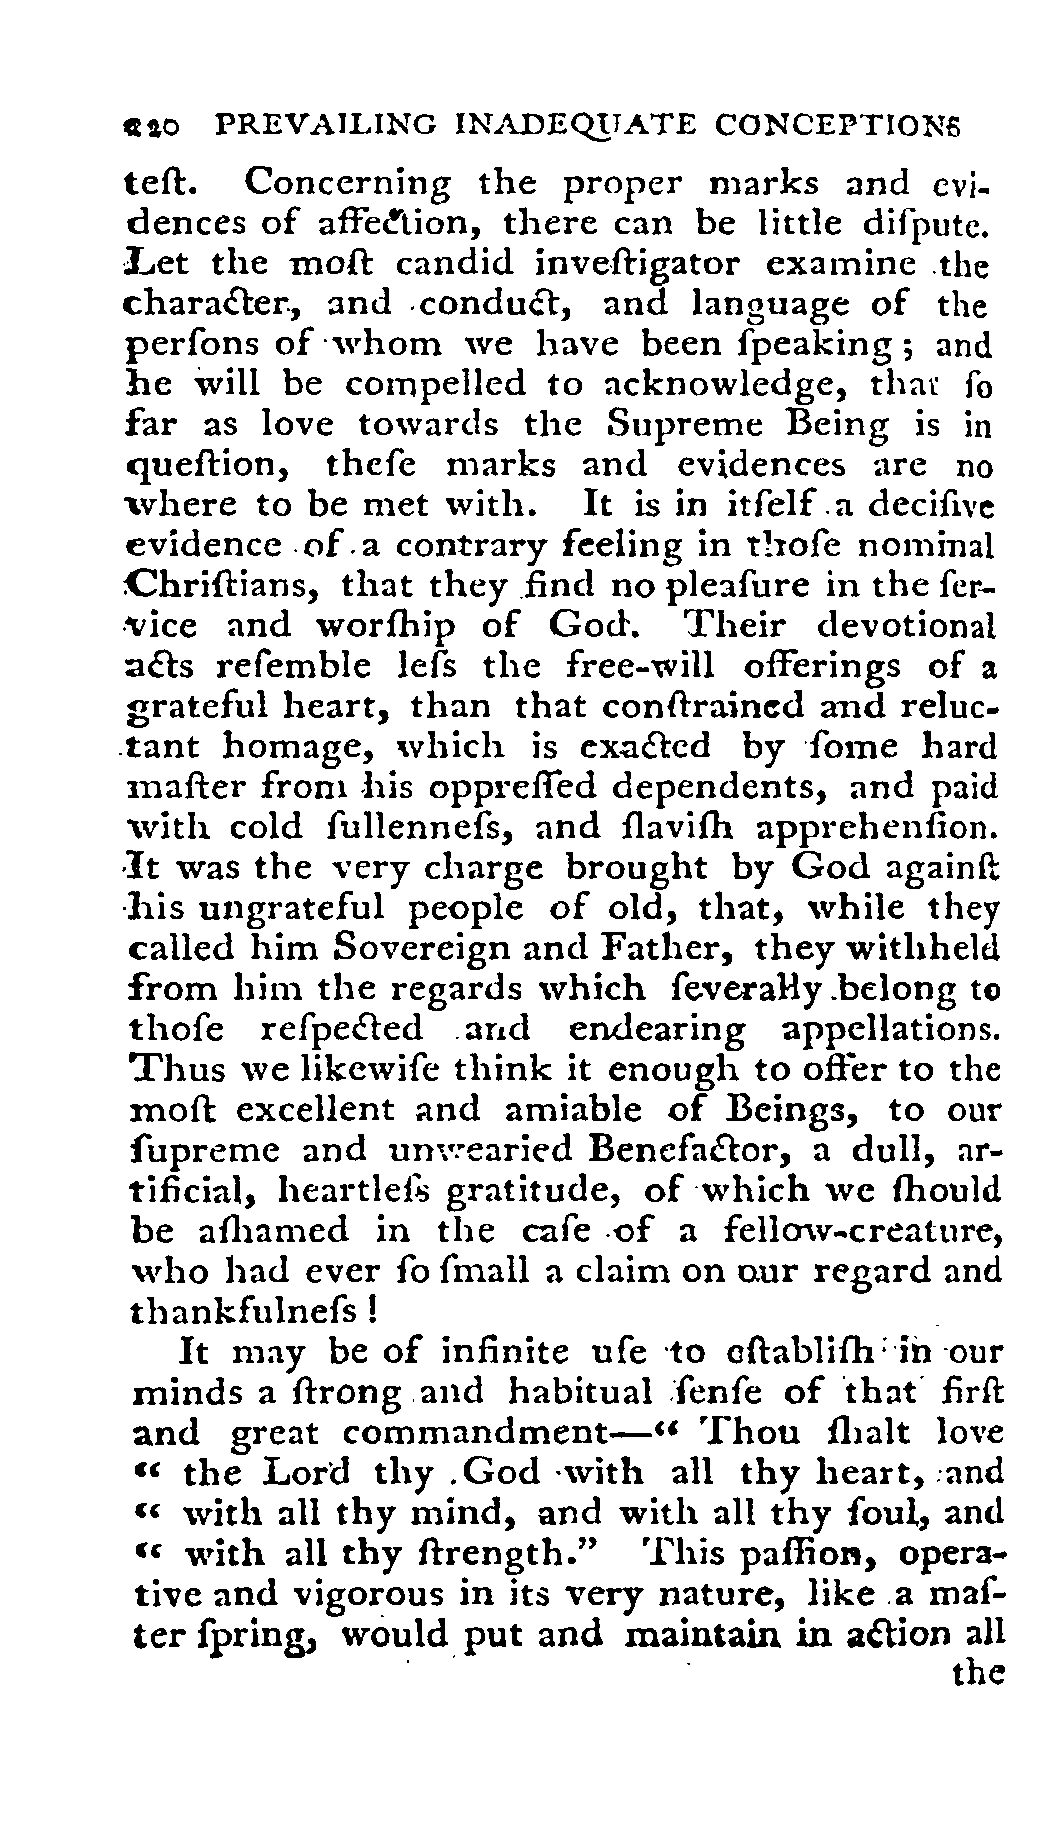 220 PREVAILING INADEQUATE CONCEPTIONS
teſt. Concerning the proper marks and evi-
dences of affection, there can be little diſpute.
Let the moſt candid inveſtigator examine the
character, and conduct, and language of the
perſons of whom we have been ſpeaking; and
he will be compelled to acknowledge, that ſo
far as love towards the Supreme Being is in
queſtion, theſe marks and evidences are no
where to be met with. It is in itſelf a deciſive
evidence of a contrary feeling in thoſe nominal
Chriſtians, that they find no pleaſure in the ſer-
vice and worſhip of God. Their devotional
acts reſemble leſs the free-will offerings of a
grateful heart, than that conſtrained and reluc-
tant homage, which is exacted by ſome hard
maſter from his oppreſſed dependents, and paid
with cold ſullenneſs, and ſlaviſh apprehenſion.
It was the very charge brought by God againſt
his ungrateful people of old, that, while they
called him Sovereign and Father, they withheld
from him the regards which ſeverally belong to
thoſe reſpected and endearing appellations.
Thus we likewiſe think it enough to offer to the
moſt excellent and amiable of Beings, to our
ſupreme and unwearied Benefactor, a dull, ar-
tificial, heartleſs gratitude, of which we ſhould
be aſhamed in the caſe of a fellow-creature,
who had ever ſo ſmall a claim on our regard and
thankfulneſs!
It may be of infinite uſe to eſtabliſh in our
minds a ſtrong and habitual ſenſe of that firſt
and great commandment—“ Thou ſhalt love
“ the Lord thy God with all thy heart, and
“ with all thy mind, and with all thy ſoul, and
“ with all thy ſtrength.” This paſſion, opera-
tive and vigorous in its very nature, like a maſ-
ter ſpring, would put and maintain in action all
the